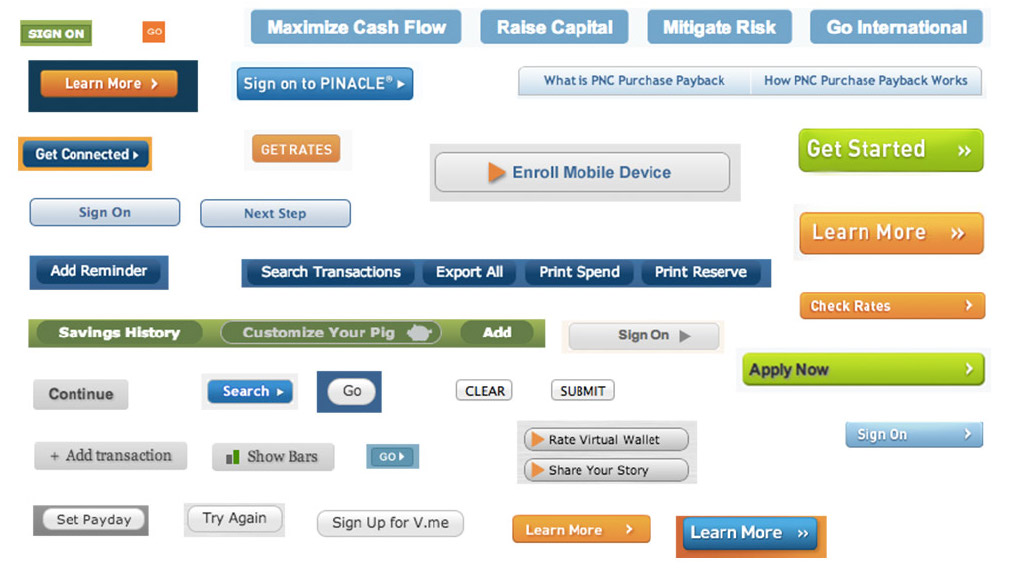 SIGN ON
GO
Maximize Cash Flow
Raise Capital
Mitigate Risk
Go International
Learn More
Sign on to PINACLE®
What is PNC Purchase Payback
How PNC Purchase Payback Works
Get Connected
GET RATES
Enroll Mobile Device
Get Started »
Sign On
Next Step
Learn More »
Add Reminder
Search Transactions
Export All
Print Spend
Print Reserve
Check Rates
Savings History
Customize Your Pig
Add
Sign On
Apply Now
Continue
Search
Go
CLEAR
SUBMIT
Sign On
+ Add transaction
Show Bars
GO
Rate Virtual Wallet
Share Your Story
Set Payday
Try Again
Sign Up for V.me
Learn More
Learn More »